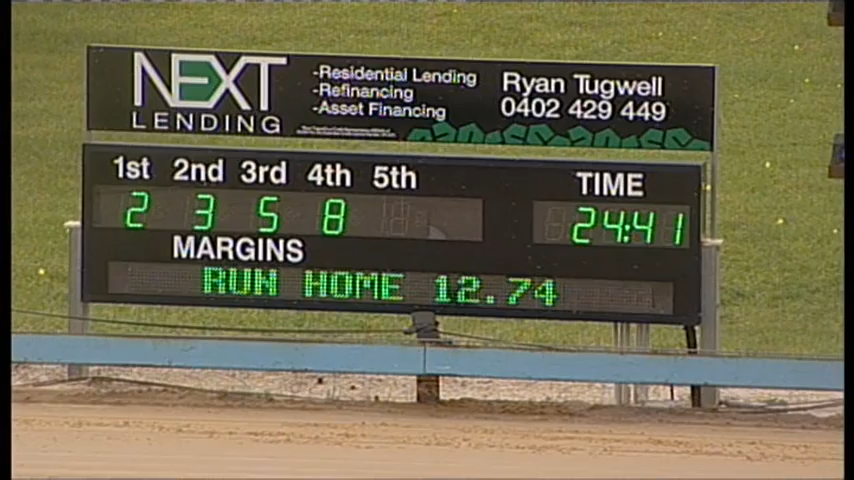 NEXT
LENDING
-Residential Lending
-Refinancing
-Asset Financing
Ryan Tugwell
0402 429 449
1st 2nd 3rd 4th 5th TIME
2 3 5 8 24:41
MARGINS
RUN HOME 12.74